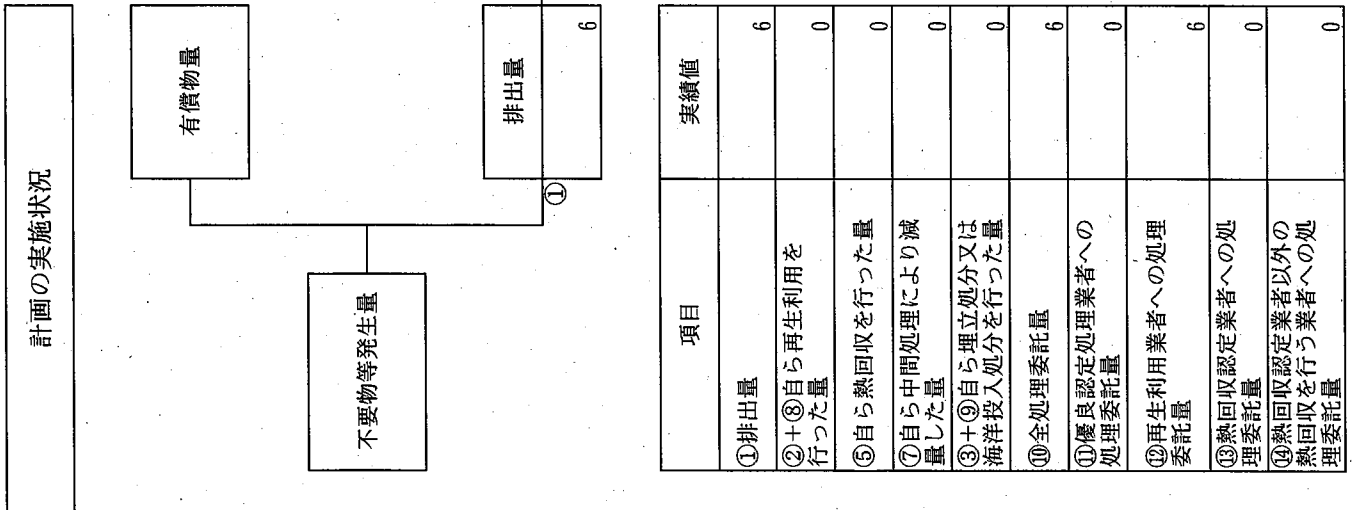 計画の実施状況
有償物量
不要物等発生量
①
排出量
6
項目
実績値
①排出量
6
②+⑧自ら再生利用を
行った量
0
⑤自ら熱回収を行った量
0
⑦自ら中間処理により減
量した量
0
③+⑨自ら埋立処分又は
海洋投入処分を行った量
0
⑩全処理委託量
6
⑪優良認定処理業者への
処理委託量
0
⑫再生利用業者への処理
委託量
6
⑬熱回収認定業者への処
理委託量
0
⑭熱回収認定業者以外の
熱回収を行う業者への処
理委託量
0